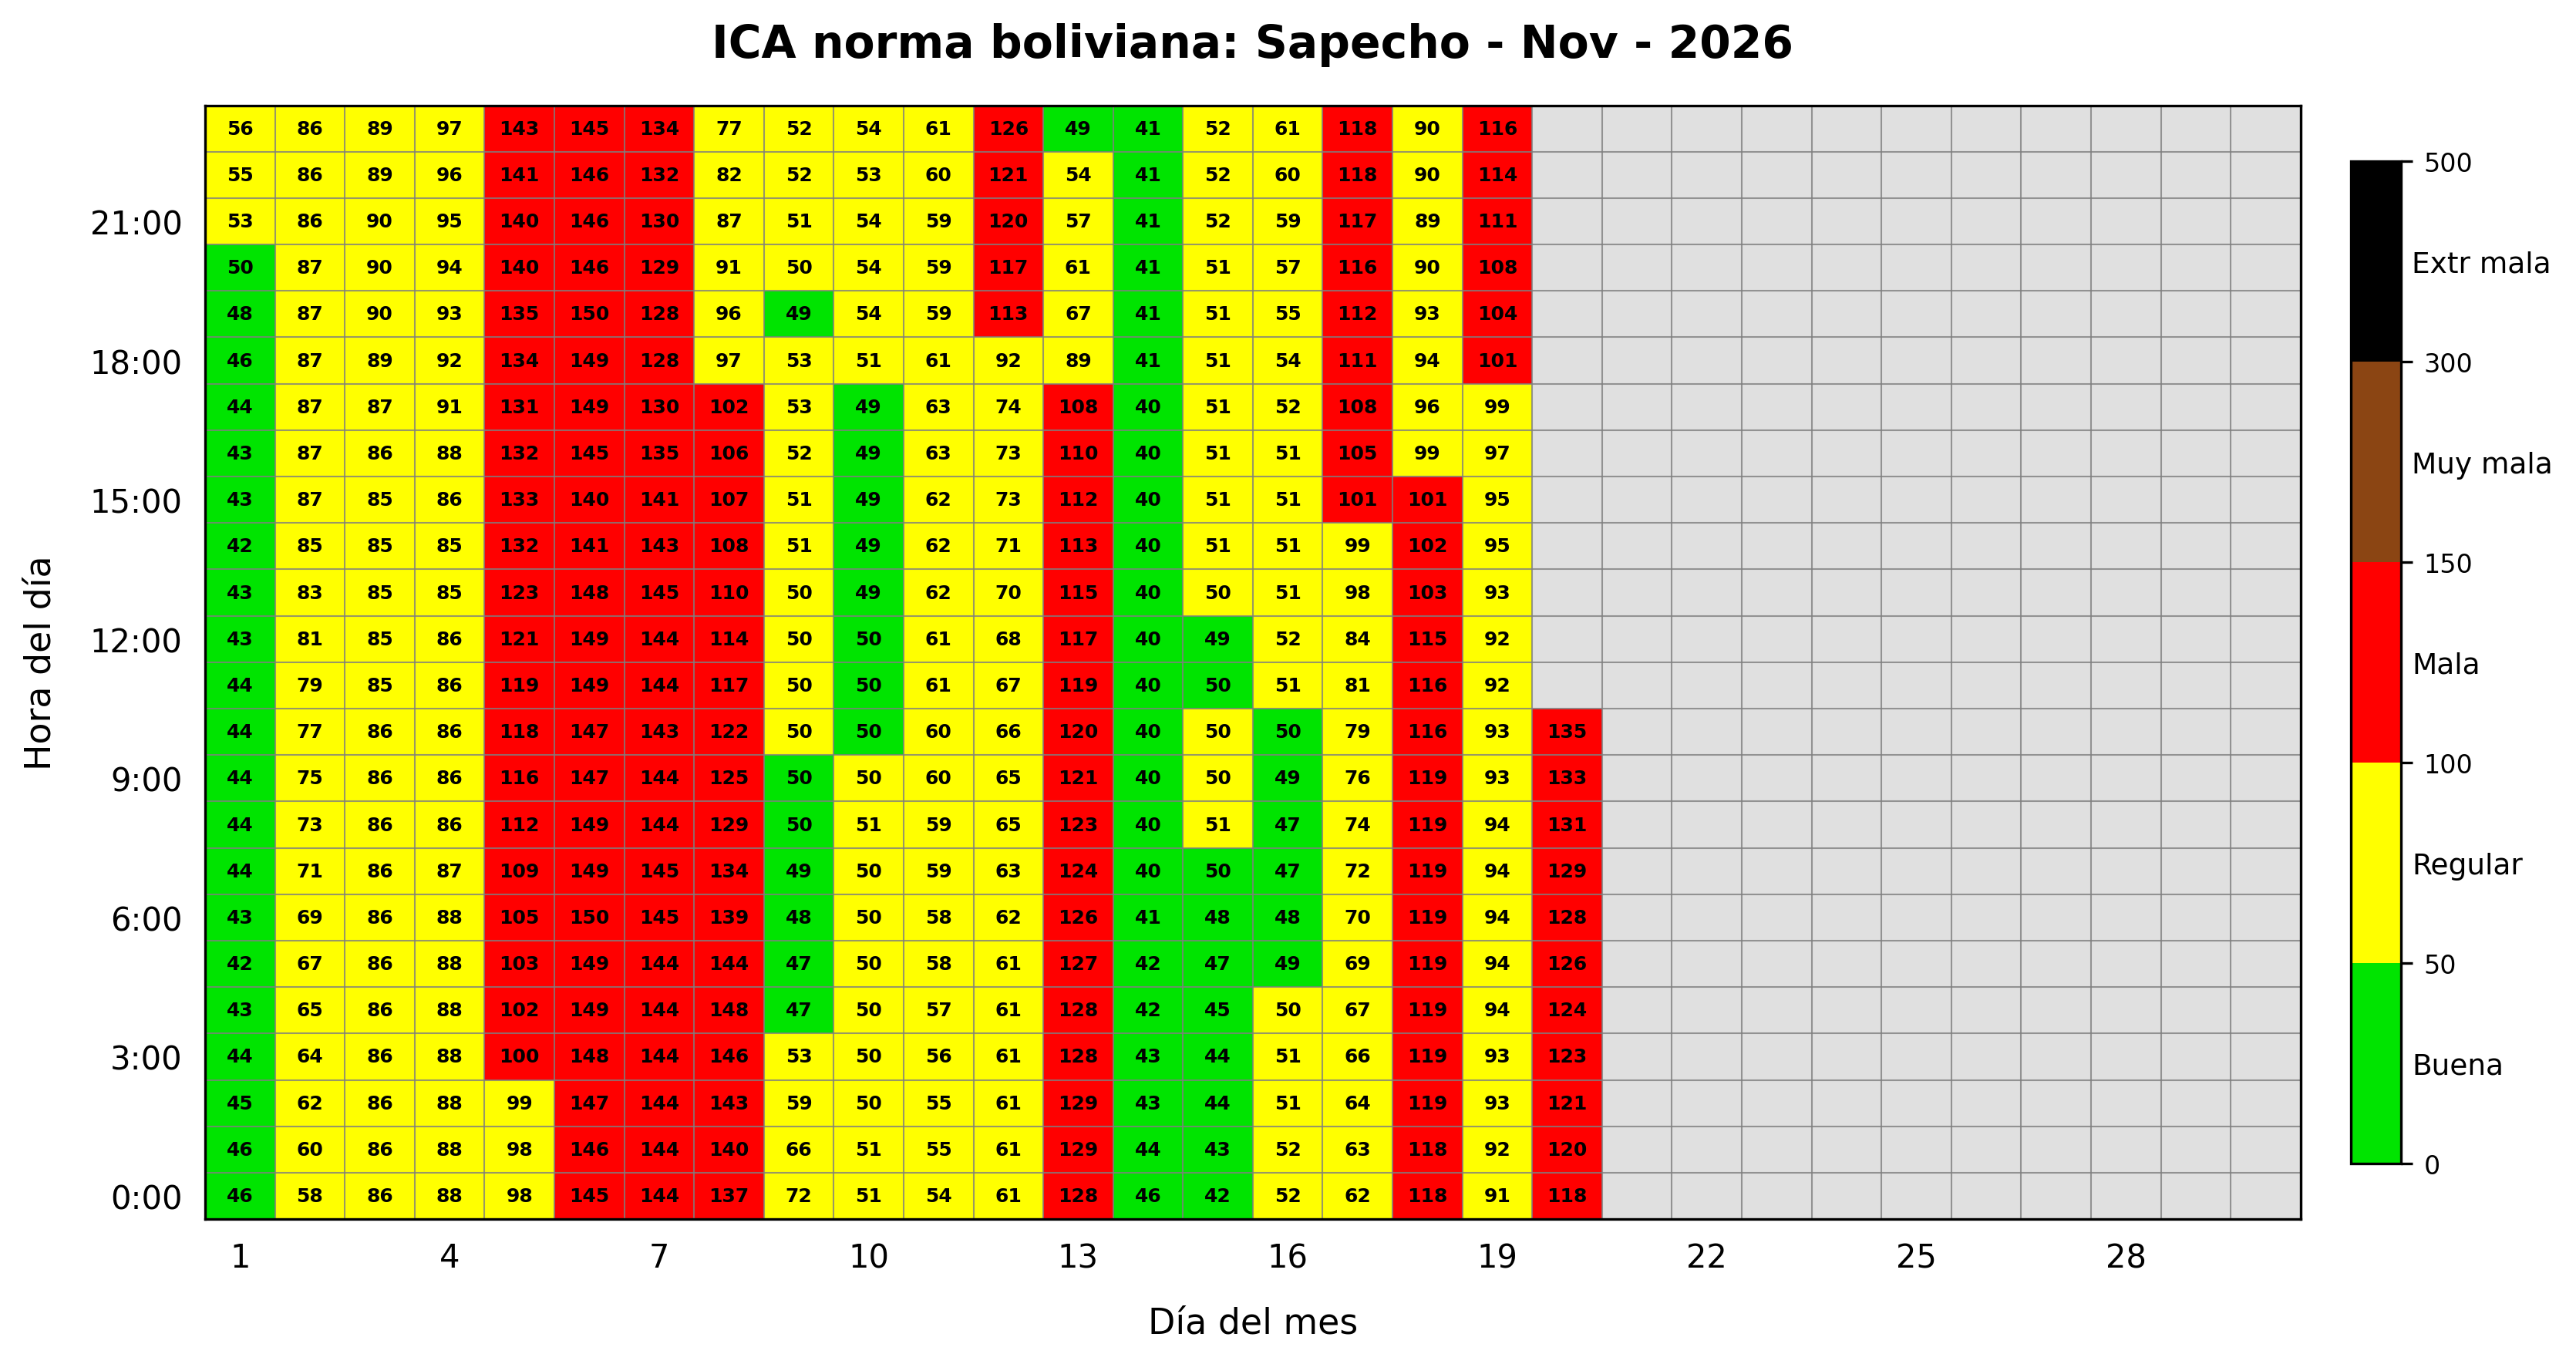 ICA norma boliviana: Sapecho - Nov - 2026
56 86 89 97 143 145 134 77 52 54 61 126 49 41 52 61 118 90 116
55 86 89 96 141 146 132 82 52 53 60 121 54 41 52 60 118 90 114
21:00 53 86 90 95 140 146 130 87 51 54 59 120 57 41 52 59 117 89 111
50 87 90 94 140 146 129 91 50 54 59 117 61 41 51 57 116 90 108
48 87 90 93 135 150 128 96 49 54 59 113 67 41 51 55 112 93 104
18:00 46 87 89 92 134 149 128 97 53 51 61 92 89 41 51 54 111 94 101
44 87 87 91 131 149 130 102 53 49 63 74 108 40 51 52 108 96 99
43 87 86 88 132 145 135 106 52 49 63 73 110 40 51 51 105 99 97
15:00 43 87 85 86 133 140 141 107 51 49 62 73 112 40 51 51 101 101 95
42 85 85 85 132 141 143 108 51 49 62 71 113 40 51 51 99 102 95
43 83 85 85 123 148 145 110 50 49 62 70 115 40 50 51 98 103 93
12:00 43 81 85 86 121 149 144 114 50 50 61 68 117 40 49 52 84 115 92
44 79 85 86 119 149 144 117 50 50 61 67 119 40 50 51 81 116 92
44 77 86 86 118 147 143 122 50 50 60 66 120 40 50 50 79 116 93 135
9:00 44 75 86 86 116 147 144 125 50 50 60 65 121 40 50 49 76 119 93 133
44 73 86 86 112 149 144 129 50 51 59 65 123 40 51 47 74 119 94 131
44 71 86 87 109 149 145 134 49 50 59 63 124 40 50 47 72 119 94 129
6:00 43 69 86 88 105 150 145 139 48 50 58 62 126 41 48 48 70 119 94 128
42 67 86 88 103 149 144 144 47 50 58 61 127 42 47 49 69 119 94 126
43 65 86 88 102 149 144 148 47 50 57 61 128 42 45 50 67 119 94 124
3:00 44 64 86 88 100 148 144 146 53 50 56 61 128 43 44 51 66 119 93 123
45 62 86 88 99 147 144 143 59 50 55 61 129 43 44 51 64 119 93 121
46 60 86 88 98 146 144 140 66 51 55 61 129 44 43 52 63 118 92 120
0:00 46 58 86 88 98 145 144 137 72 51 54 61 128 46 42 52 62 118 91 118
1 4 7 10 13 16 19 22 25 28
Día del mes
Hora del día
500
Extr mala
300
Muy mala
150
Mala
100
Regular
50
Buena
0